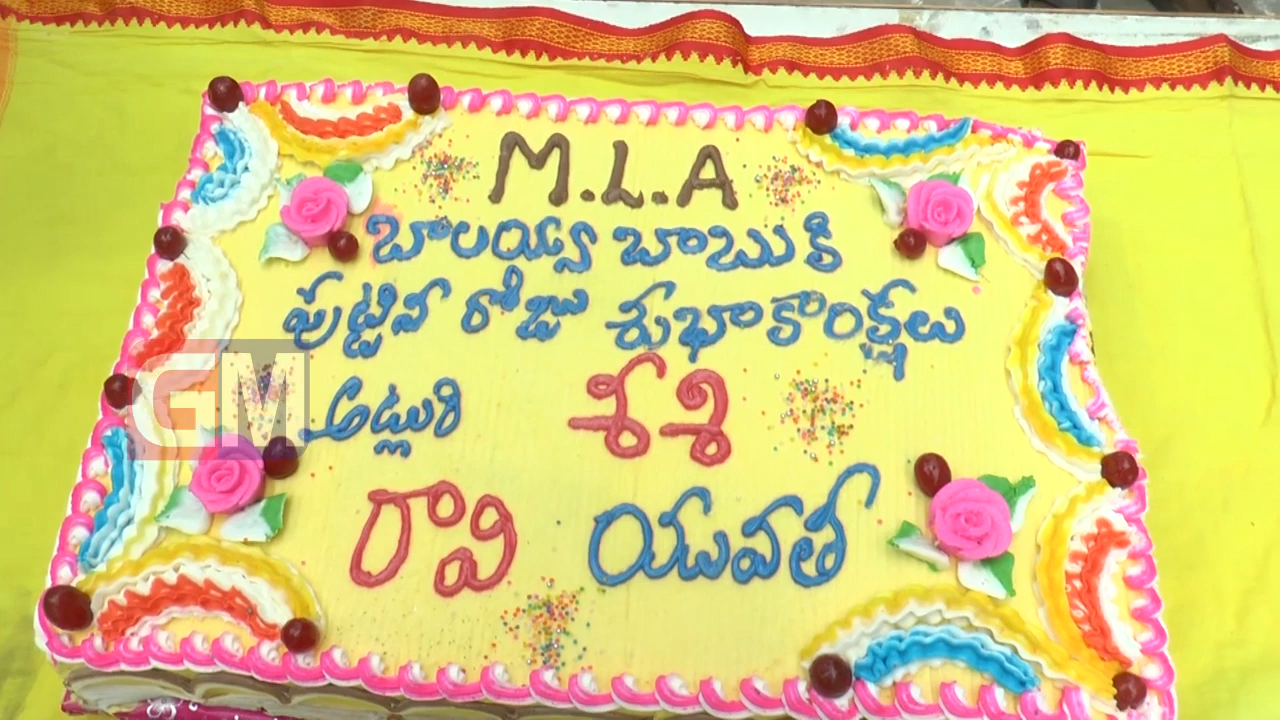 M.L.A
బాలయ్య బాబు కి
పుట్టిన రోజు శుభాకాంక్షలు
అడ్లురి శశి
రావి యువత
GM